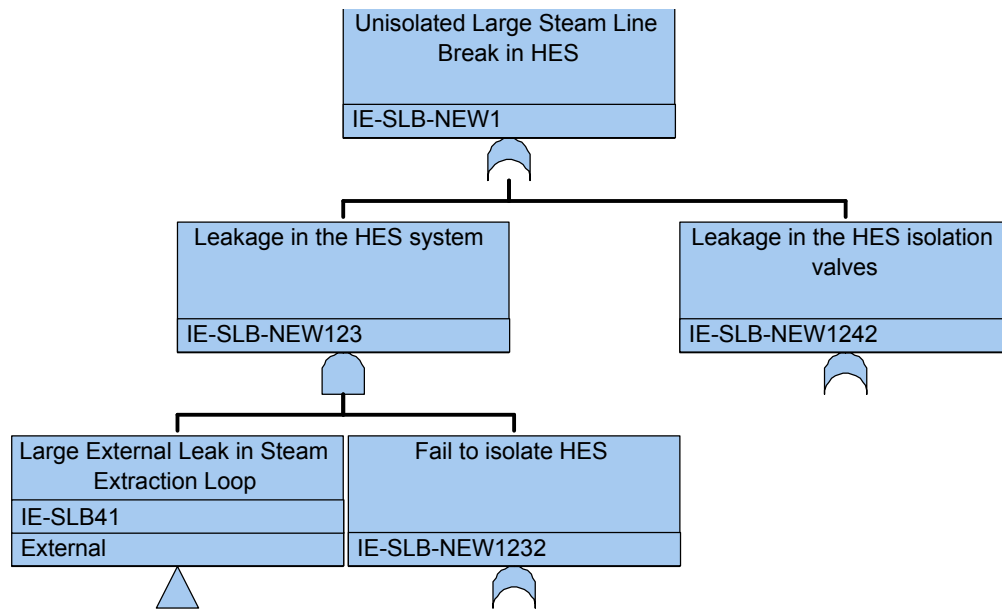 Unisolated Large Steam Line
Break in HES
IE-SLB-NEW1
Leakage in the HES system
IE-SLB-NEW123
Leakage in the HES isolation
valves
IE-SLB-NEW1242
Large External Leak in Steam
Extraction Loop
IE-SLB41
External
Fail to isolate HES
IE-SLB-NEW1232